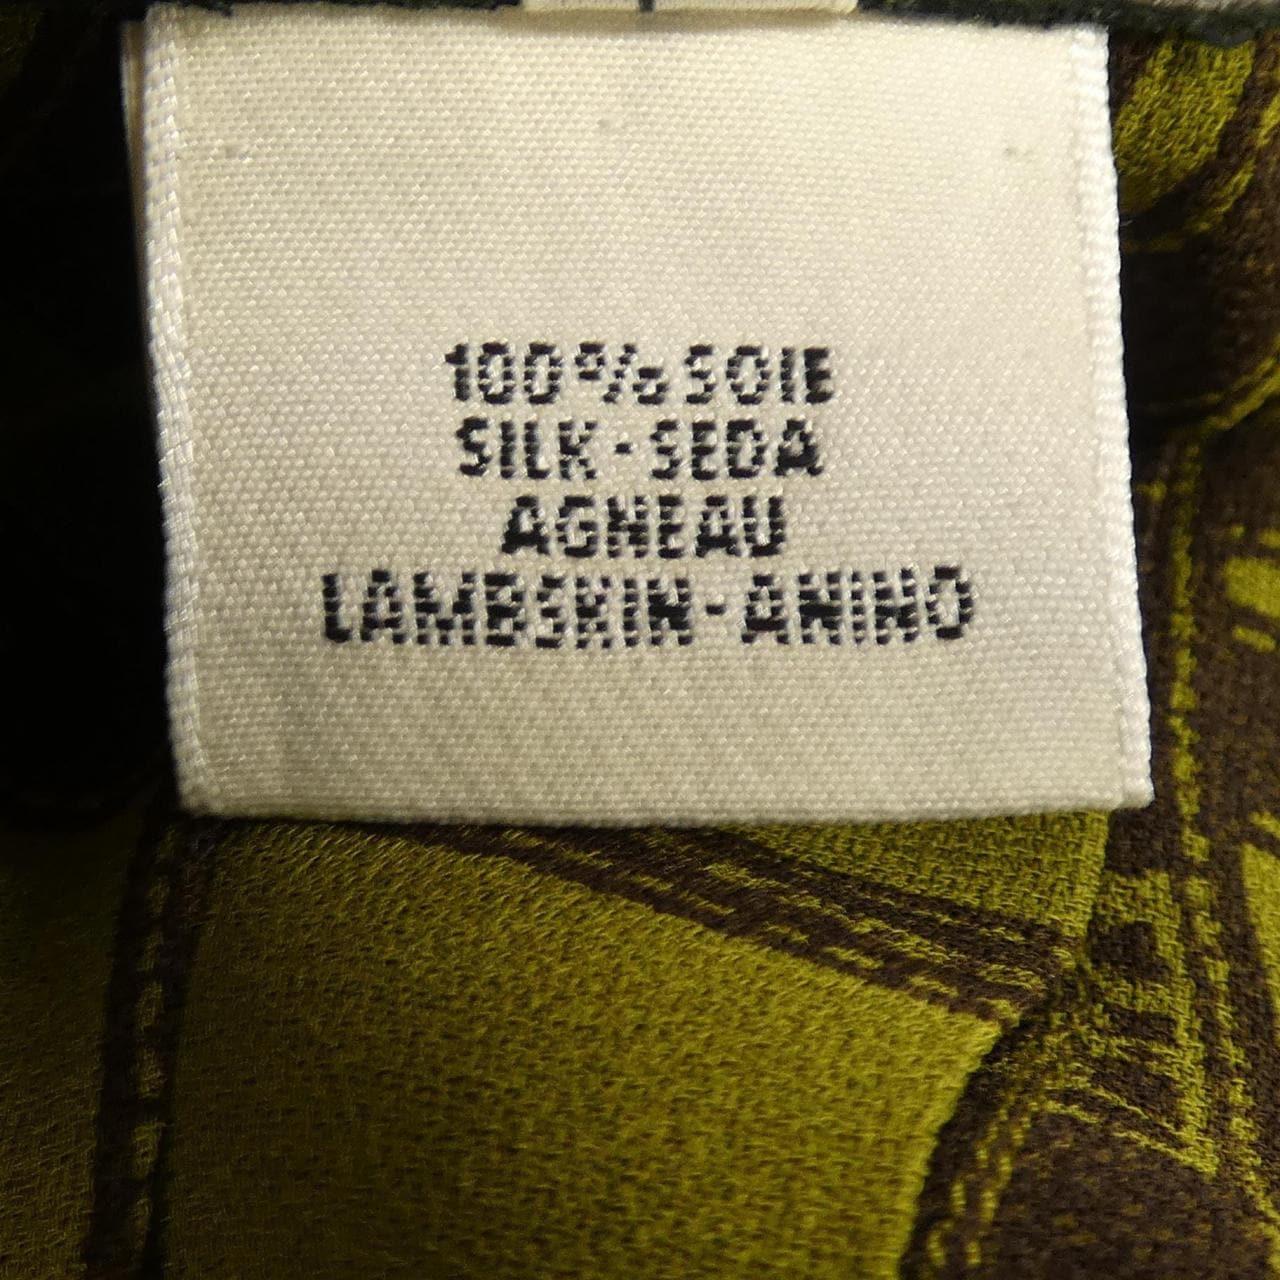 100% SOIE
SILK - SEDA
AGNEAU
LAMBSKIN - ANINO